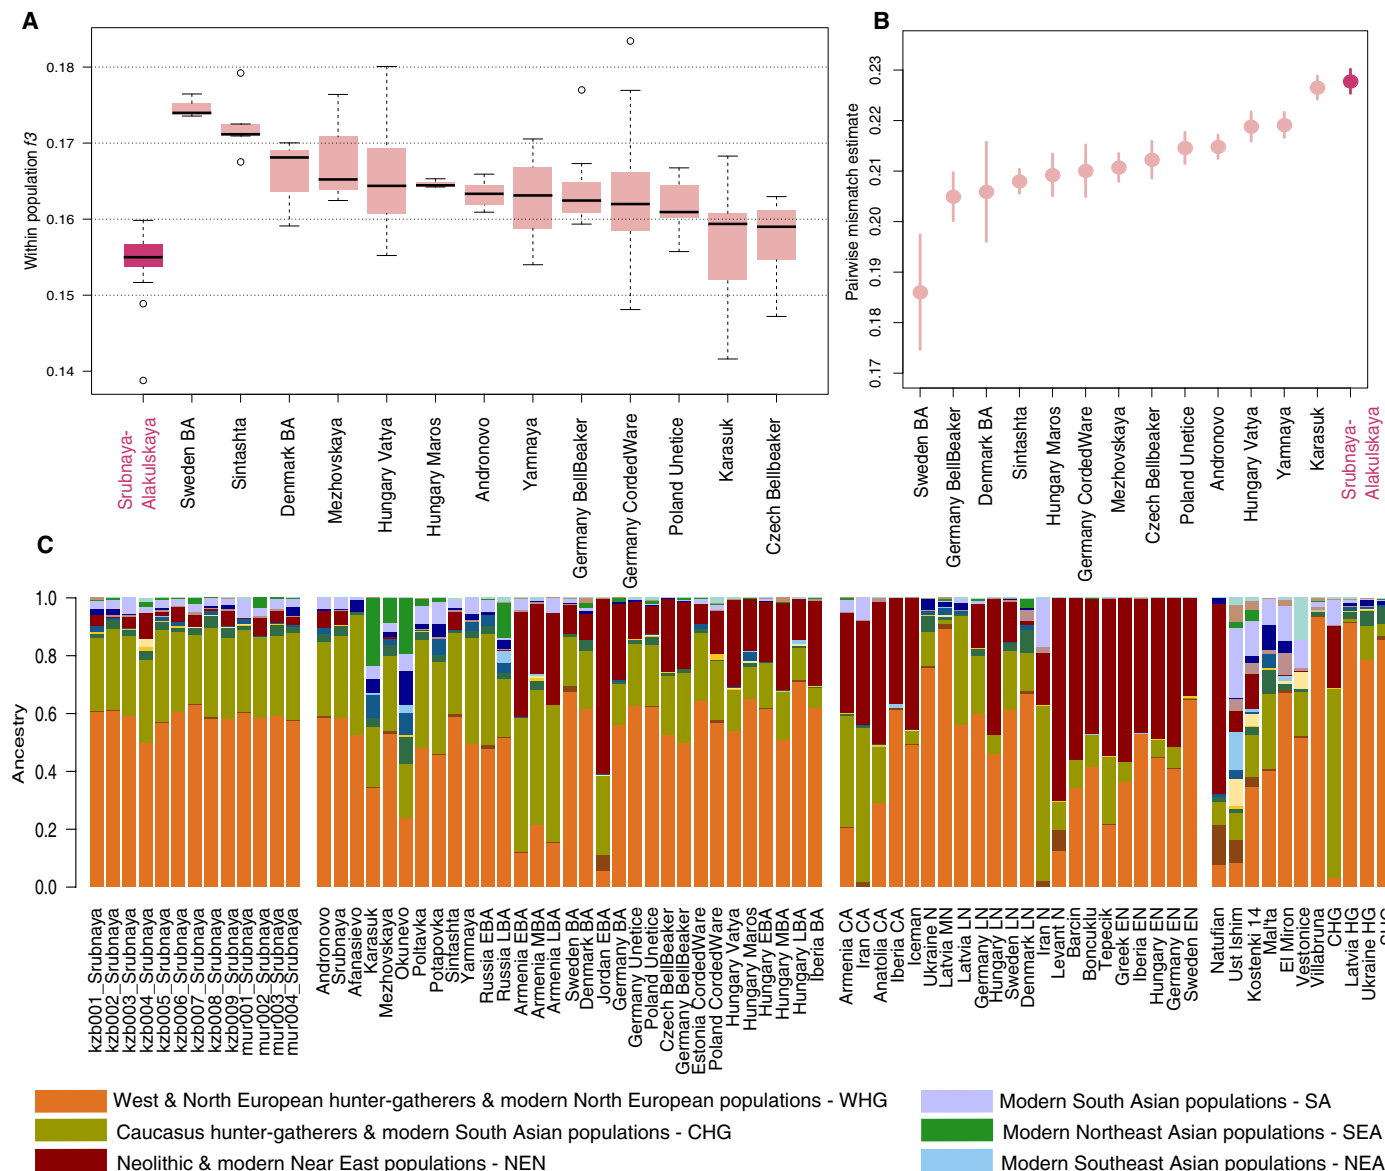 A
Within population f3
0.18
0.17
0.16
0.15
0.14
Srubnaya-
Alakulskaya
Sweden BA
Sintashta
Denmark BA
Mezhovskaya
Hungary Vatya
Hungary Maros
Andronovo
Yamnaya
Germany BellBeaker
Germany CordedWare
Poland Unetice
Karasuk
Czech Bellbeaker
B
Pairwise mismatch estimate
0.23
0.22
0.21
0.20
0.19
0.18
0.17
Sweden BA
Germany BellBeaker
Denmark BA
Sintashta
Hungary Maros
Germany CordedWare
Mezhovskaya
Czech Bellbeaker
Poland Unetice
Andronovo
Hungary Vatya
Yamnaya
Karasuk
Srubnaya-
Alakulskaya
C
Ancestry
1.0
0.8
0.6
0.4
0.2
0.0
kzb001_Srubnaya
kzb002_Srubnaya
kzb003_Srubnaya
kzb004_Srubnaya
kzb005_Srubnaya
kzb006_Srubnaya
kzb007_Srubnaya
kzb008_Srubnaya
kzb009_Srubnaya
mur001_Srubnaya
mur002_Srubnaya
mur003_Srubnaya
mur004_Srubnaya
Andronovo
Srubnaya
Afanasievo
Karasuk
Mezhovskaya
Okunevo
Poltavka
Potapovka
Sintashta
Yamnaya
Russia EBA
Russia LBA
Armenia EBA
Armenia MBA
Armenia LBA
Sweden BA
Denmark BA
Jordan EBA
Germany BA
Germany Unetice
Poland Unetice
Czech BellBeaker
Germany BellBeaker
Estonia CordedWare
Poland CordedWare
Hungary Vatya
Hungary Maros
Hungary EBA
Hungary MBA
Hungary LBA
Iberia BA
Armenia CA
Iran CA
Anatolia CA
Iberia CA
Iceman
Ukraine N
Latvia MN
Latvia LN
Germany LN
Hungary LN
Sweden LN
Denmark LN
Iran N
Levant N
Barcin
Boncuklu
Tepecik
Greek EN
Iberia EN
Hungary EN
Germany EN
Sweden EN
Natufian
Ust Ishim
Kostenki 14
Malta
El Miron
Vestonice
Villabruna
CHG
Latvia HG
Ukraine HG
West & North European hunter-gatherers & modern North European populations - WHG
Caucasus hunter-gatherers & modern South Asian populations - CHG
Neolithic & modern Near East populations - NEN
Modern South Asian populations - SA
Modern Northeast Asian populations - SEA
Modern Southeast Asian populations - NEA